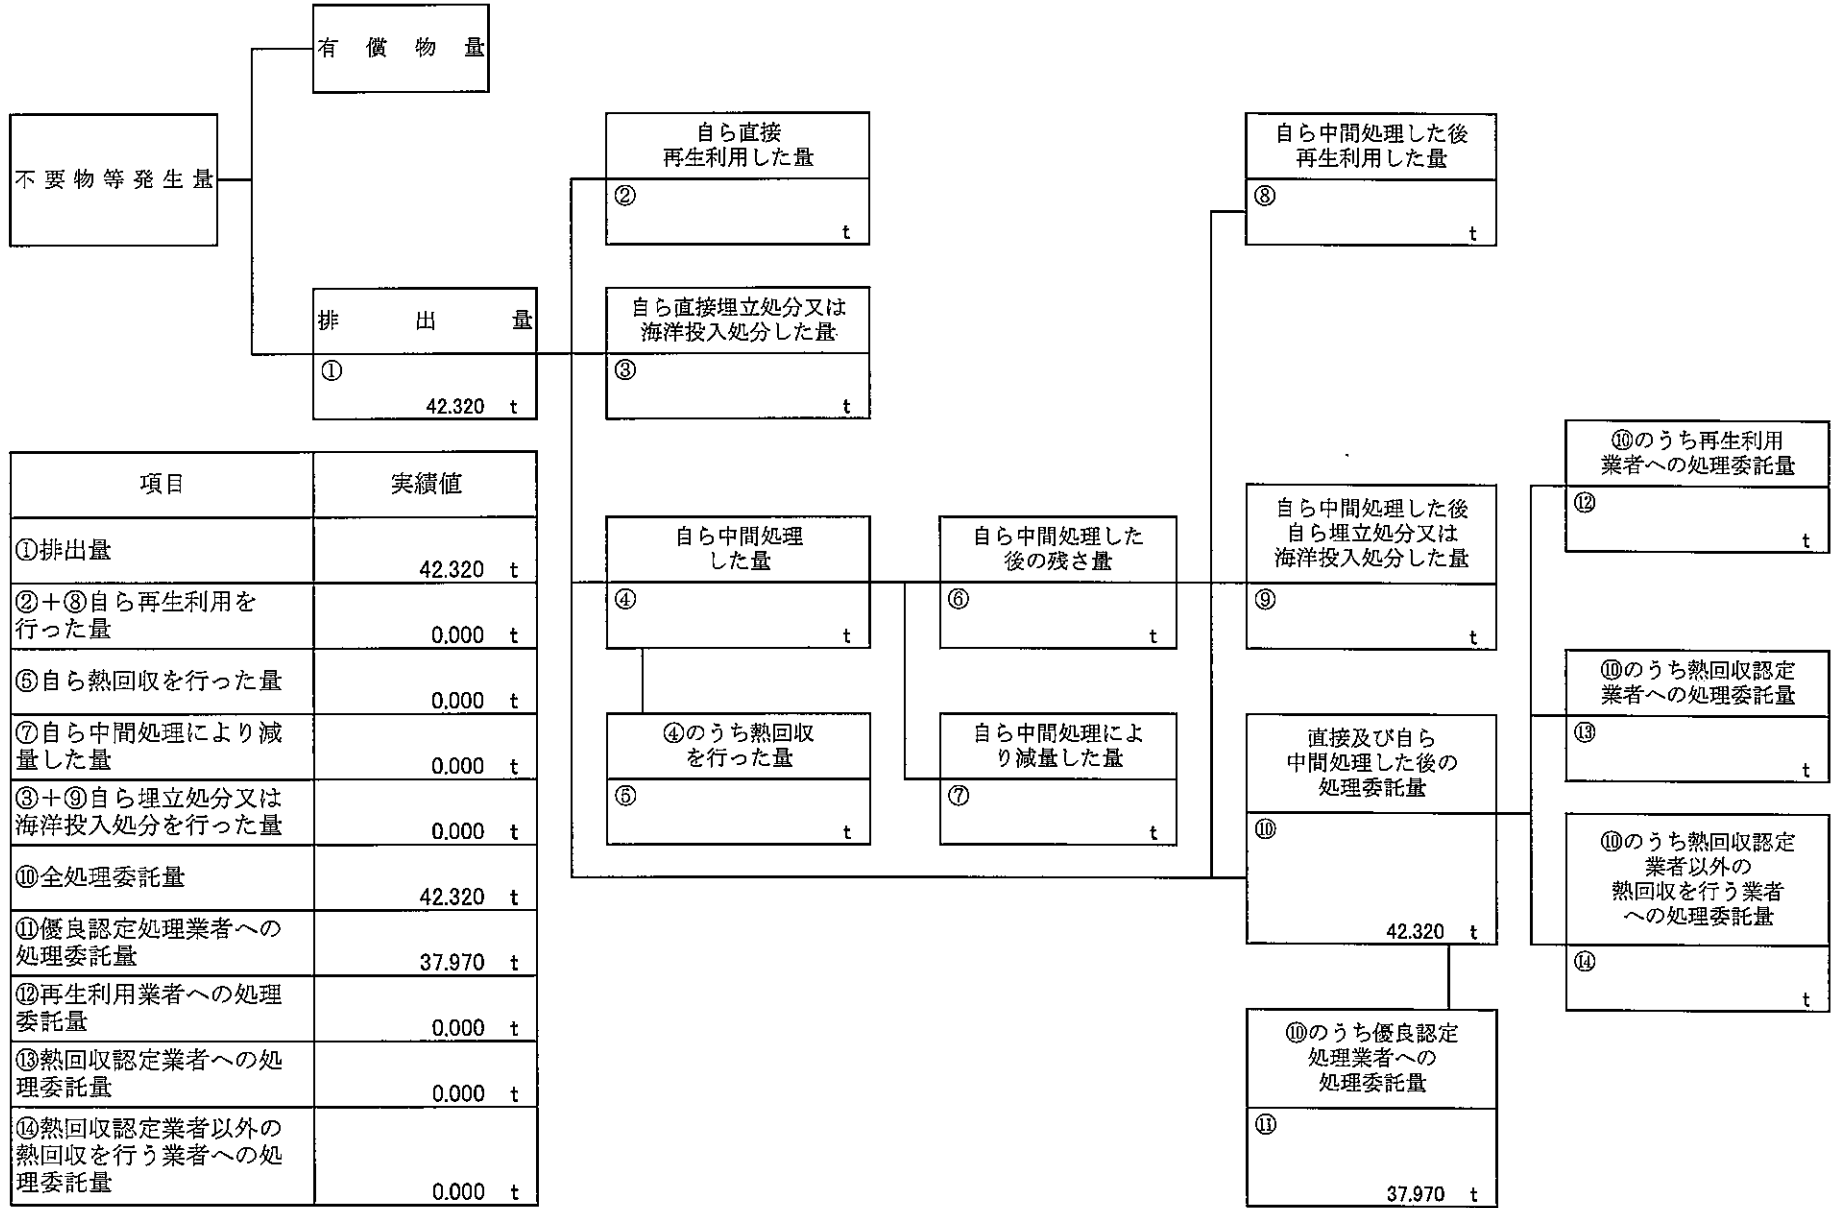 有償物量
不要物等発生量
排出量
①
42.320 t
自ら直接
再生利用した量
②
t
自ら直接埋立処分又は
海洋投入処分した量
③
t
自ら中間処理
した量
④
t
④のうち熱回収
を行った量
⑤
t
自ら中間処理した
後の残さ量
⑥
t
自ら中間処理によ
り減量した量
⑦
t
自ら中間処理した後
再生利用した量
⑧
t
自ら中間処理した後
自ら埋立処分又は
海洋投入処分した量
⑨
t
直接及び自ら
中間処理した後の
処理委託量
⑩
42.320 t
⑩のうち優良認定
処理業者への
処理委託量
⑪
37.970 t
⑩のうち再生利用
業者への処理委託量
⑫
t
⑩のうち熱回収認定
業者への処理委託量
⑬
t
⑩のうち熱回収認定
業者以外の
熱回収を行う業者
への処理委託量
⑭
t
項目 実績値
①排出量
42.320 t
②+⑧自ら再生利用を
行った量
0.000 t
⑤自ら熱回収を行った量
0.000 t
⑦自ら中間処理により減
量した量
0.000 t
③+⑨自ら埋立処分又は
海洋投入処分を行った量
0.000 t
⑩全処理委託量
42.320 t
⑪優良認定処理業者への
処理委託量
37.970 t
⑫再生利用業者への処理
委託量
0.000 t
⑬熱回収認定業者への処
理委託量
0.000 t
⑭熱回収認定業者以外の
熱回収を行う業者への処
理委託量
0.000 t